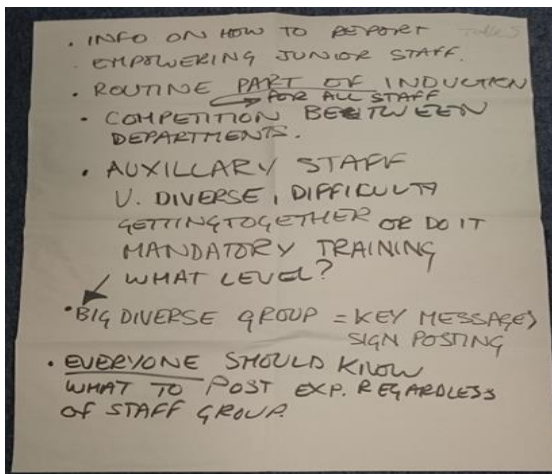 · INFO ON HOW TO REPORT
Table 5
· EMPOWERING JUNIOR STAFF.
· ROUTINE PART OF INDUCTION
FOR ALL STAFF
· COMPETITION BETWEEN
DEPARTMENTS.
· AUXILLARY STAFF
V. DIVERSE, DIFFICULTY
GETTING TOGETHER OR DO IT
MANDATORY TRAINING
WHAT LEVEL?
· BIG DIVERSE GROUP = KEY MESSAGES
SIGN POSTING
· EVERYONE SHOULD KNOW
WHAT TO POST EXP. REGARDLESS
OF STAFF GROUP.